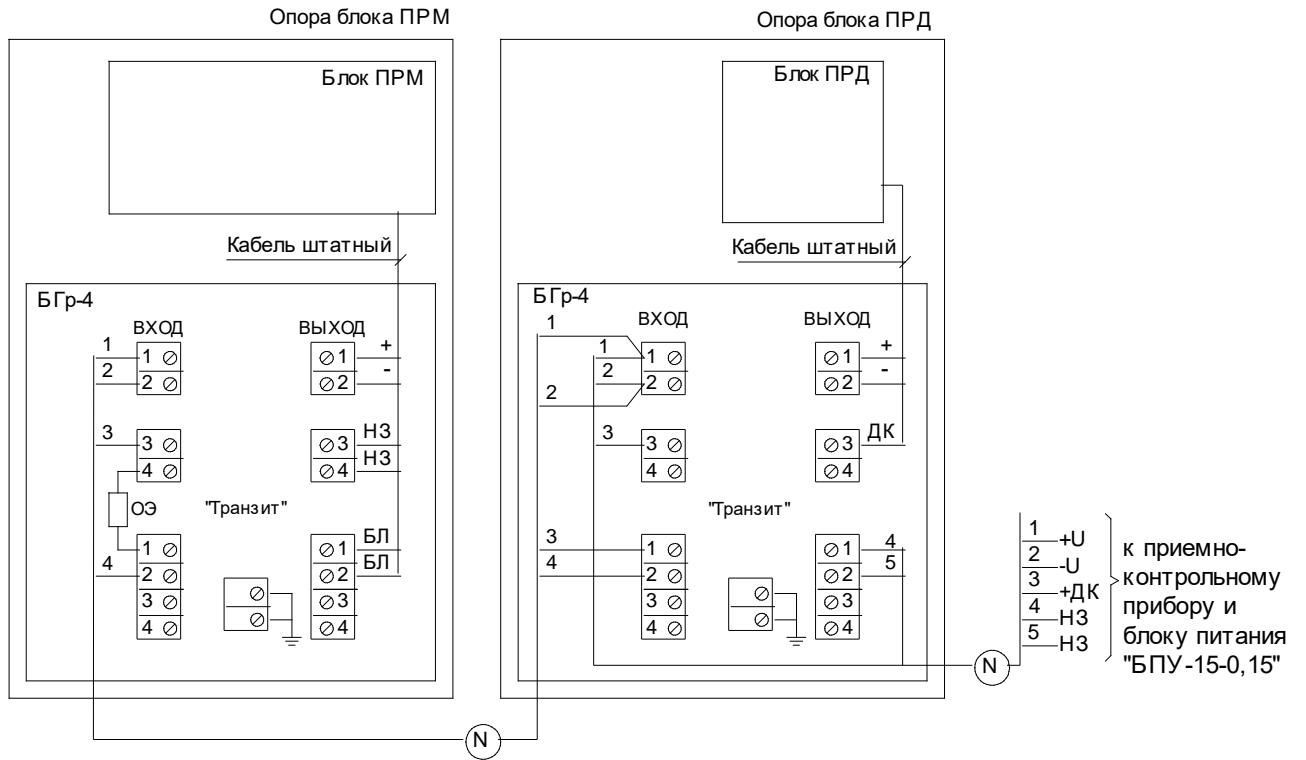 Опора блока ПРМ
Блок ПРМ
Кабель штатный
БГр-4
ВХОД
ВЫХОД
1
1
1
+
2
2
2
-
3
3
3
НЗ
4
4
НЗ
ОЭ
"Транзит"
1
1
БЛ
4
2
2
БЛ
3
3
4
4
N
Опора блока ПРД
Блок ПРД
Кабель штатный
БГр-4
1
ВХОД
ВЫХОД
1
1
1
+
2
2
2
-
2
3
3
3
ДК
4
4
"Транзит"
3
1
1
4
4
2
2
5
3
3
4
4
N
1
+U
2
-U
3
+ДК
4
НЗ
5
НЗ
к приемно-
контрольному
прибору и
блоку питания
"БПУ-15-0,15"